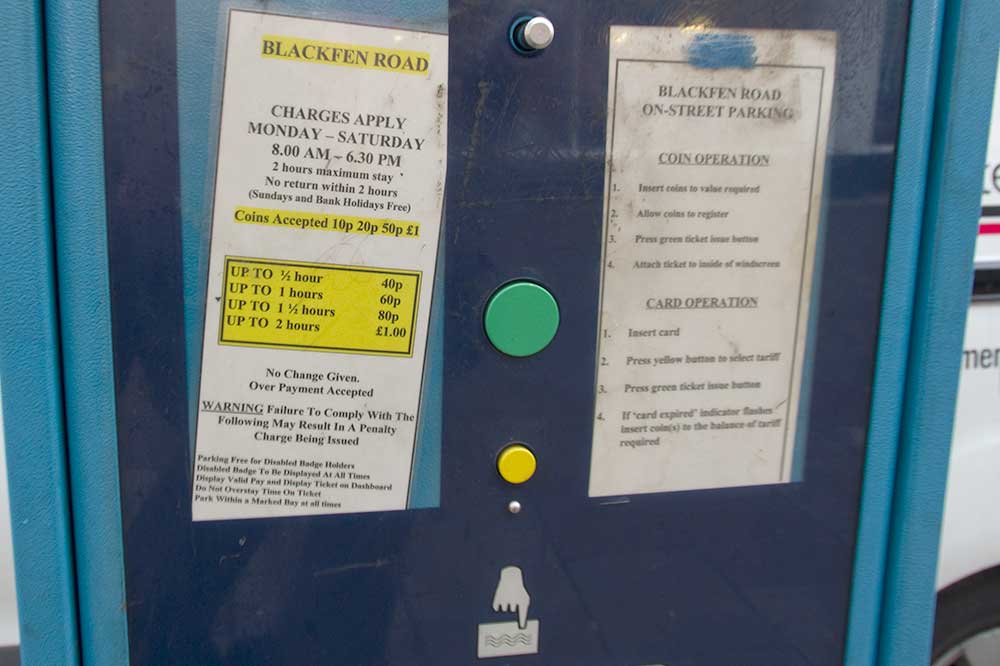 BLACKFEN ROAD
CHARGES APPLY
MONDAY – SATURDAY
8.00 AM – 6.30 PM
2 hours maximum stay
No return within 2 hours
(Sundays and Bank Holidays Free)
Coins Accepted 10p 20p 50p £1
UP TO ½ hour 40p
UP TO 1 hours 60p
UP TO 1 ½ hours 80p
UP TO 2 hours £1.00
No Change Given.
Over Payment Accepted
WARNING Failure To Comply With The
Following May Result In A Penalty
Charge Being Issued
Parking Free for Disabled Badge Holders
Disabled Badge To Be Displayed At All Times
Display Valid Pay and Display Ticket on Dashboard
Do Not Overstay Time On Ticket
Park Within a Marked Bay at all times
BLACKFEN ROAD
ON-STREET PARKING
COIN OPERATION
1. Insert coins to value required
2. Allow coins to register
3. Press green ticket issue button
4. Attach ticket to inside of windscreen
CARD OPERATION
1. Insert card
2. Press yellow button to select tariff
3. Press green ticket issue button
4. If 'card expired' indicator flashes
insert coin(s) to the balance of tariff
required